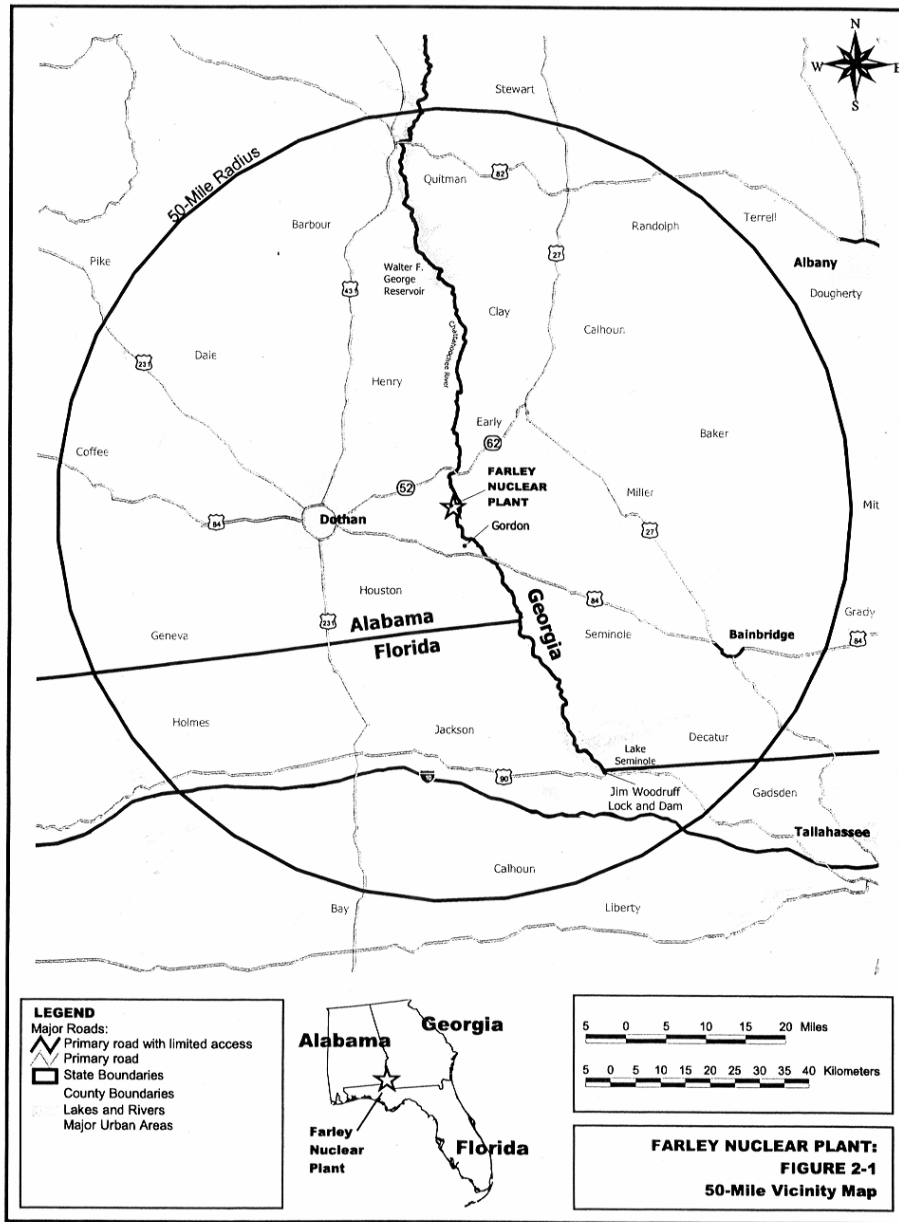 N
W E
S
Stewart
50-Mile Radius
Quitman
82
Barbour
Randolph
Terrell
27
Pike
Walter F.
George
Reservoir
Albany
Dougherty
431
Clay
Chattahoochee River
Calhoun
Dale
231
Henry
Early
62
Baker
Coffee
FARLEY
NUCLEAR
PLANT
52
Miller
Mit
84
Dothan
Gordon
27
Houston
Georgia
84
Grady
231
Alabama
Seminole
Bainbridge
84
Geneva
Florida
Holmes
Jackson
Decatur
Lake
Seminole
90
Jim Woodruff
Lock and Dam
Gadsden
Tallahassee
Calhoun
Bay
Liberty
LEGEND
Major Roads:
Primary road with limited access
Primary road
State Boundaries
County Boundaries
Lakes and Rivers
Major Urban Areas
Alabama
Georgia
Farley
Nuclear
Plant
Florida
5 0 5 10 15 20 Miles
5 0 5 10 15 20 25 30 35 40 Kilometers
FARLEY NUCLEAR PLANT:
FIGURE 2-1
50-Mile Vicinity Map